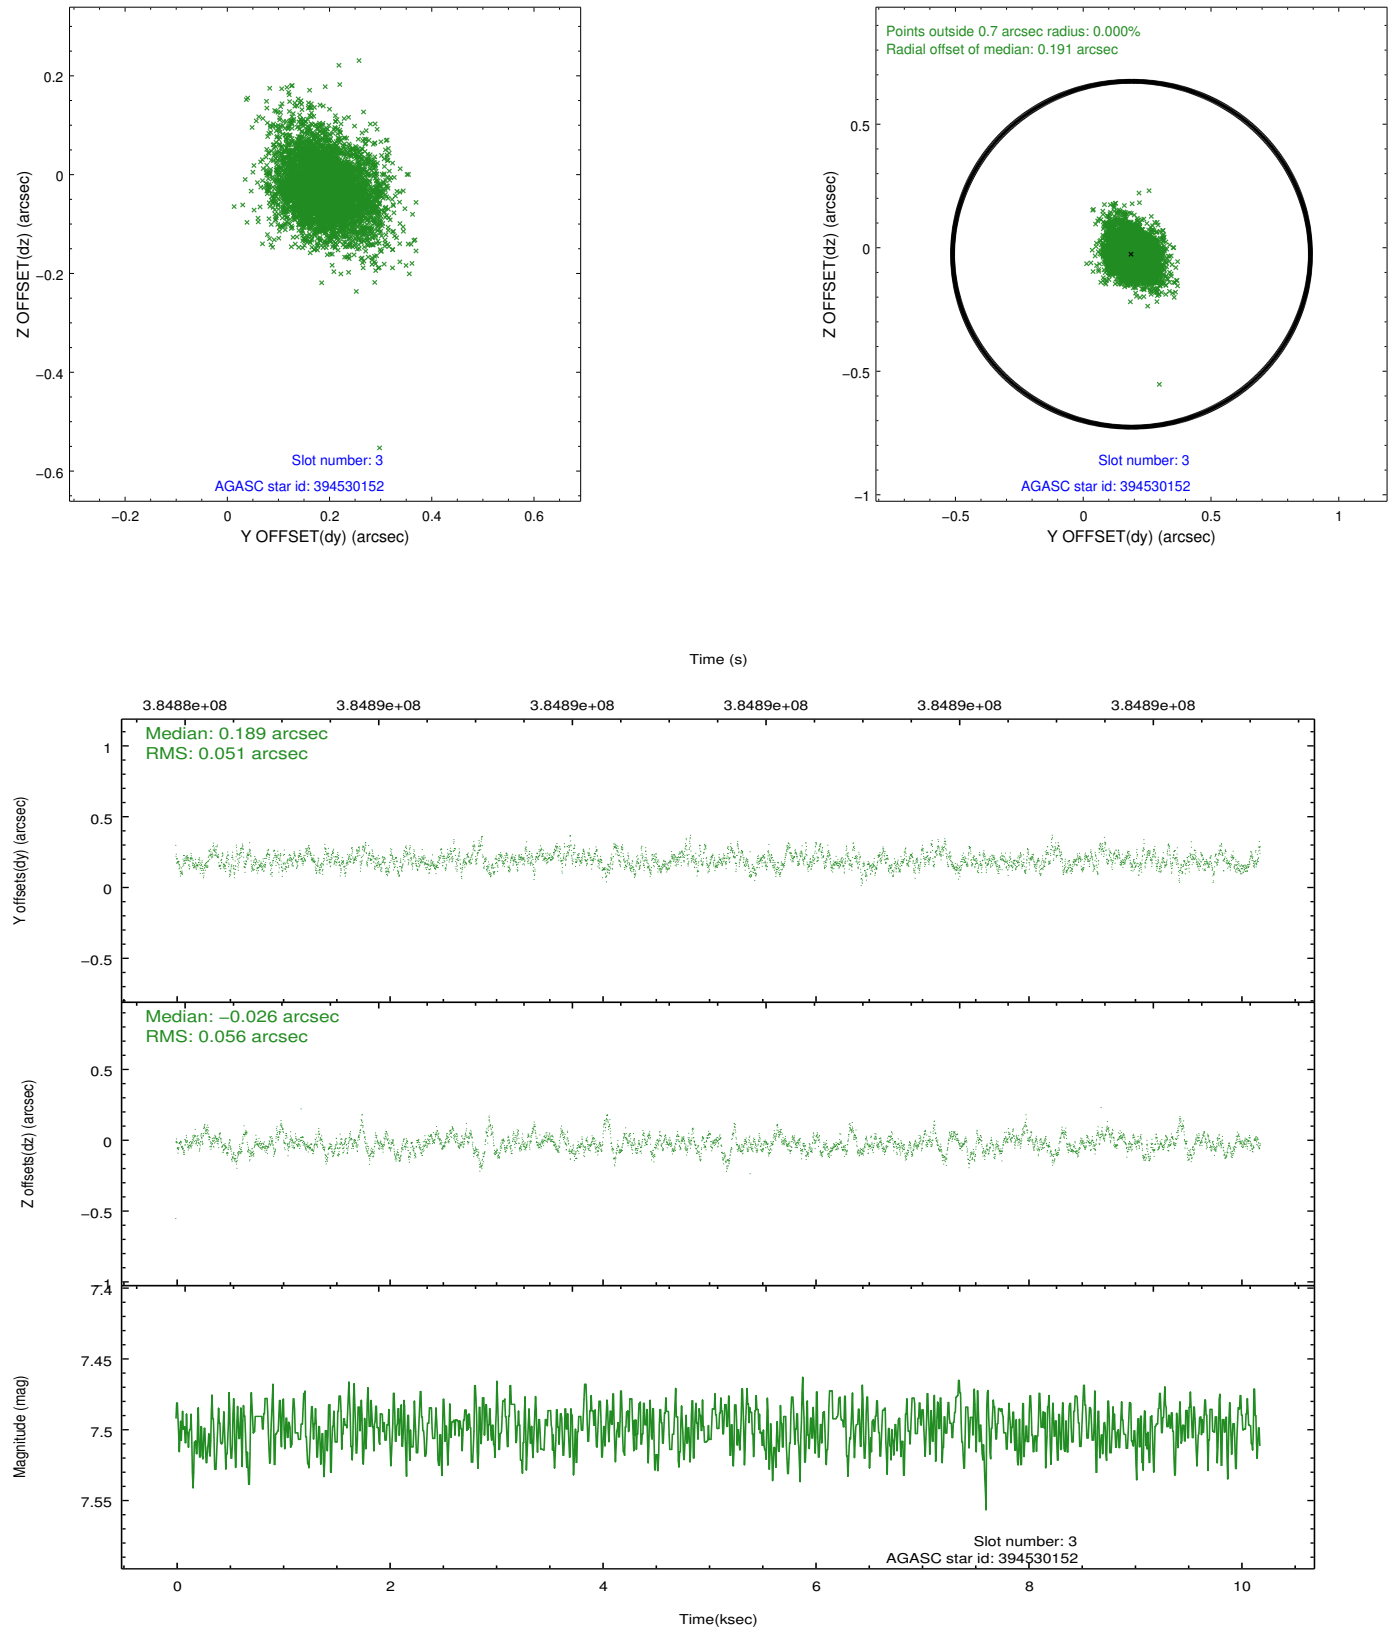 0.2
0
−0.2
−0.4
−0.6
Z OFFSET(dz) (arcsec)
Slot number: 3
AGASC star id: 394530152
−0.2
0
0.2
0.4
0.6
Y OFFSET(dy) (arcsec)
Points outside 0.7 arcsec radius: 0.000%
Radial offset of median: 0.191 arcsec
0.5
0
−0.5
−1
Z OFFSET(dz) (arcsec)
Slot number: 3
AGASC star id: 394530152
−0.5
0
0.5
1
Y OFFSET(dy) (arcsec)
Time (s)
3.8488e+08
3.8489e+08
3.8489e+08
3.8489e+08
3.8489e+08
3.8489e+08
Median: 0.189 arcsec
RMS: 0.051 arcsec
1
0.5
0
−0.5
Y offsets(dy) (arcsec)
Median: −0.026 arcsec
RMS: 0.056 arcsec
0.5
0
−0.5
−1
Z offsets(dz) (arcsec)
7.4
7.45
7.5
7.55
Magnitude (mag)
Slot number: 3
AGASC star id: 394530152
0
2
4
6
8
10
Time(ksec)